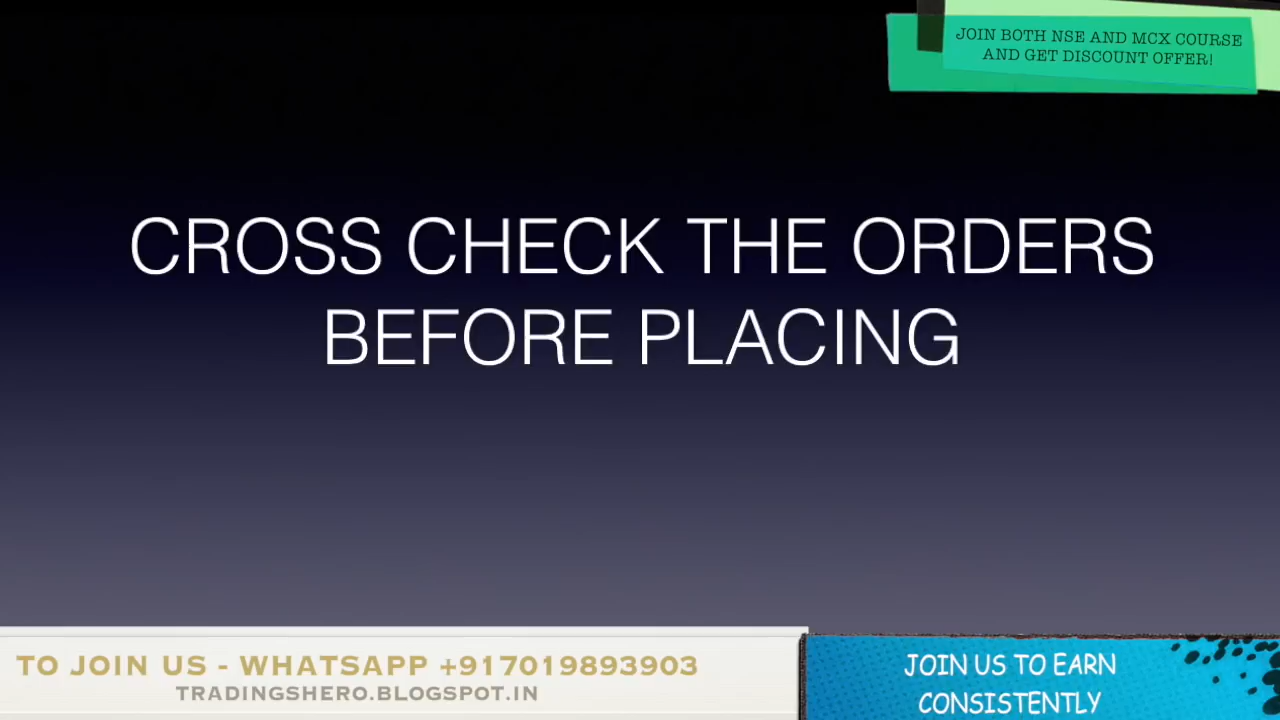 JOIN BOTH NSE AND MCX COURSE
AND GET DISCOUNT OFFER!
CROSS CHECK THE ORDERS
BEFORE PLACING
TO JOIN US - WHATSAPP +917019893903
TRADINGSHERO.BLOGSPOT.IN
JOIN US TO EARN
CONSISTENTLY